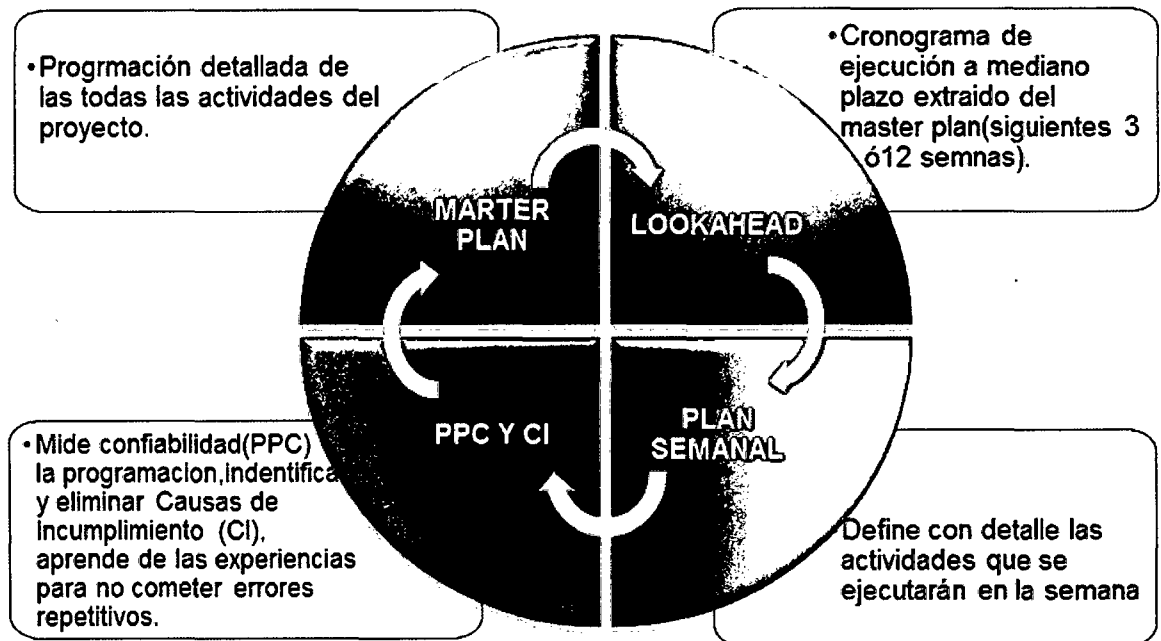 •Progrmación detallada de
las todas las actividades del
proyecto.
•Cronograma de
ejecución a mediano
plazo extraido del
master plan(siguientes 3
ó12 semnas).
MARTER
PLAN
LOOKAHEAD
PPC Y CI
PLAN
SEMANAL
•Mide confiabilidad(PPC)
la programacion,indentifica
y eliminar Causas de
Incumplimiento (CI),
aprende de las experiencias
para no cometer errores
repetitivos.
Define con detalle las
actividades que se
ejecutarán en la semana